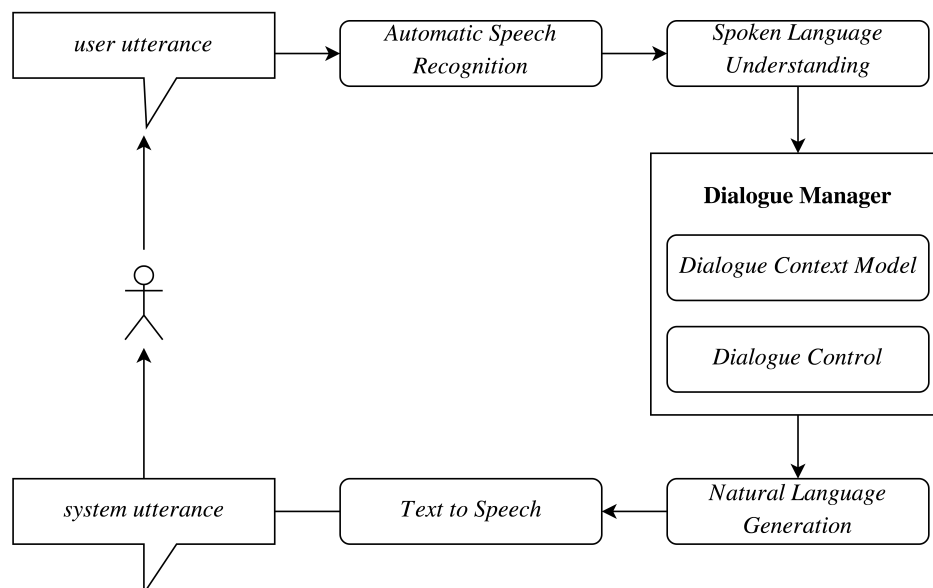 user utterance
Automatic Speech
Recognition
Spoken Language
Understanding
Dialogue Manager
Dialogue Context Model
Dialogue Control
system utterance
Text to Speech
Natural Language
Generation